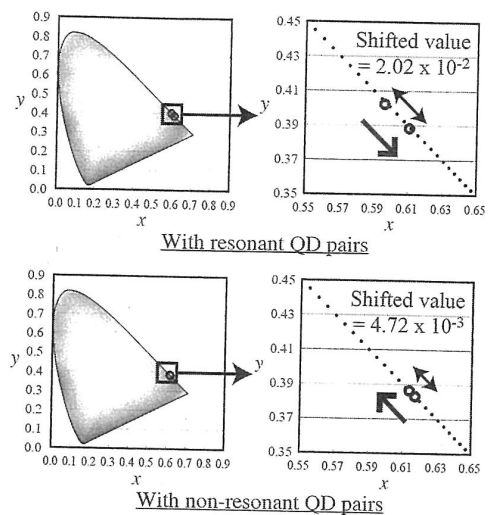 0.9
0.8
0.7
0.6
0.5
y
0.4
0.3
0.2
0.1
0.0
0.0 0.1 0.2 0.3 0.4 0.5 0.6 0.7 0.8 0.9
x
0.45
0.43
0.41
y
0.39
0.37
0.35
0.55 0.57 0.59 0.61 0.63 0.65
x
Shifted value
= 2.02 x 10-2
With resonant QD pairs
0.9
0.8
0.7
0.6
0.5
y
0.4
0.3
0.2
0.1
0.0
0.0 0.1 0.2 0.3 0.4 0.5 0.6 0.7 0.8 0.9
x
0.45
0.43
0.41
y
0.39
0.37
0.35
0.55 0.57 0.59 0.61 0.63 0.65
x
Shifted value
= 4.72 x 10-3
With non-resonant QD pairs